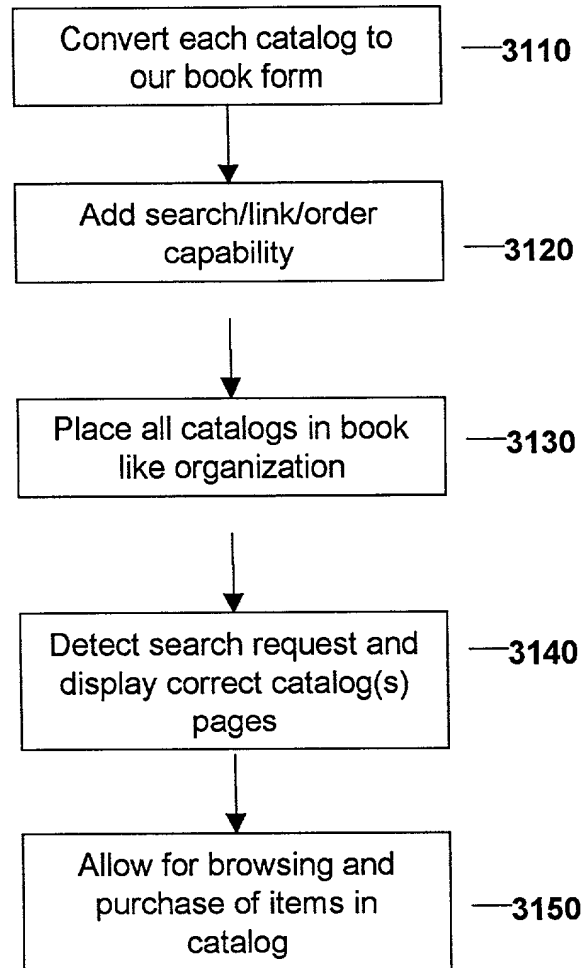 Convert each catalog to
our book form
3110
Add search/link/order
capability
3120
Place all catalogs in book
like organization
3130
Detect search request and
display correct catalog(s)
pages
3140
Allow for browsing and
purchase of items in
catalog
3150